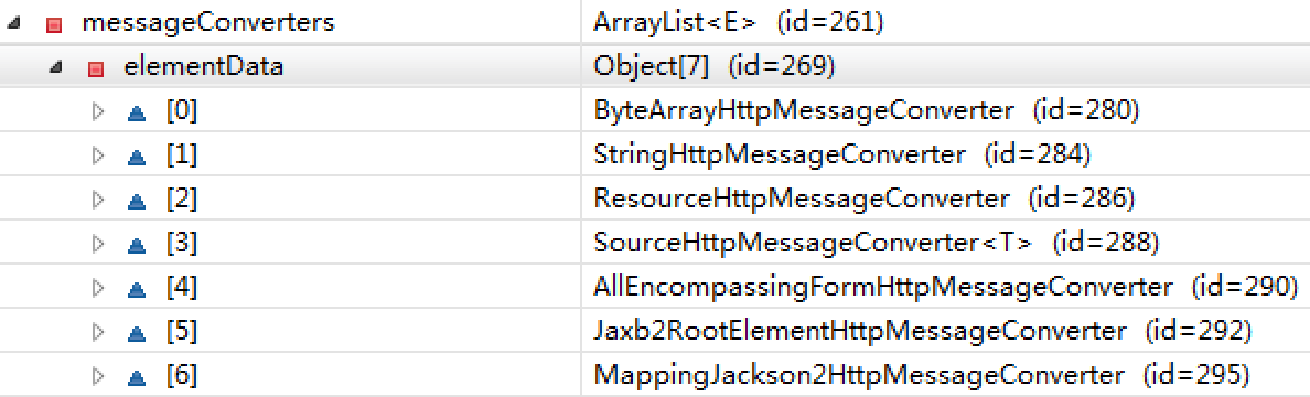 messageConverters ArrayList<E> (id=261)
elementData Object[7] (id=269)
[0] ByteArrayHttpMessageConverter (id=280)
[1] StringHttpMessageConverter (id=284)
[2] ResourceHttpMessageConverter (id=286)
[3] SourceHttpMessageConverter<T> (id=288)
[4] AllEncompassingFormHttpMessageConverter (id=290)
[5] Jaxb2RootElementHttpMessageConverter (id=292)
[6] MappingJackson2HttpMessageConverter (id=295)